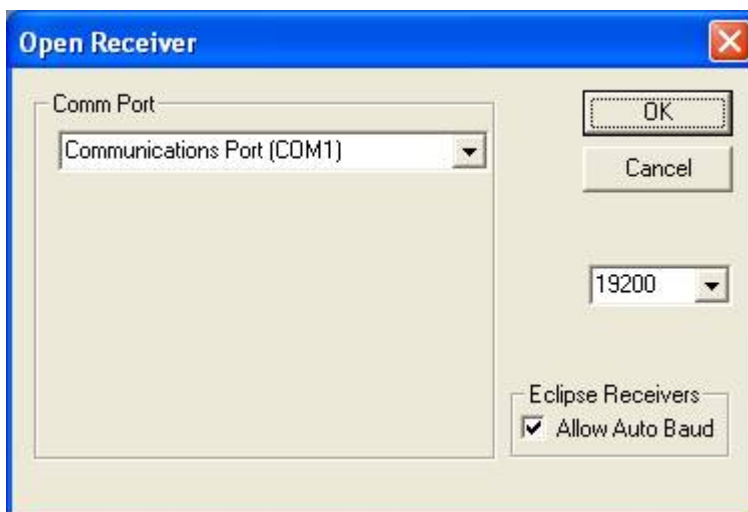 Open Receiver
Comm Port
Communications Port (COM1)
OK
Cancel
19200
Eclipse Receivers
Allow Auto Baud